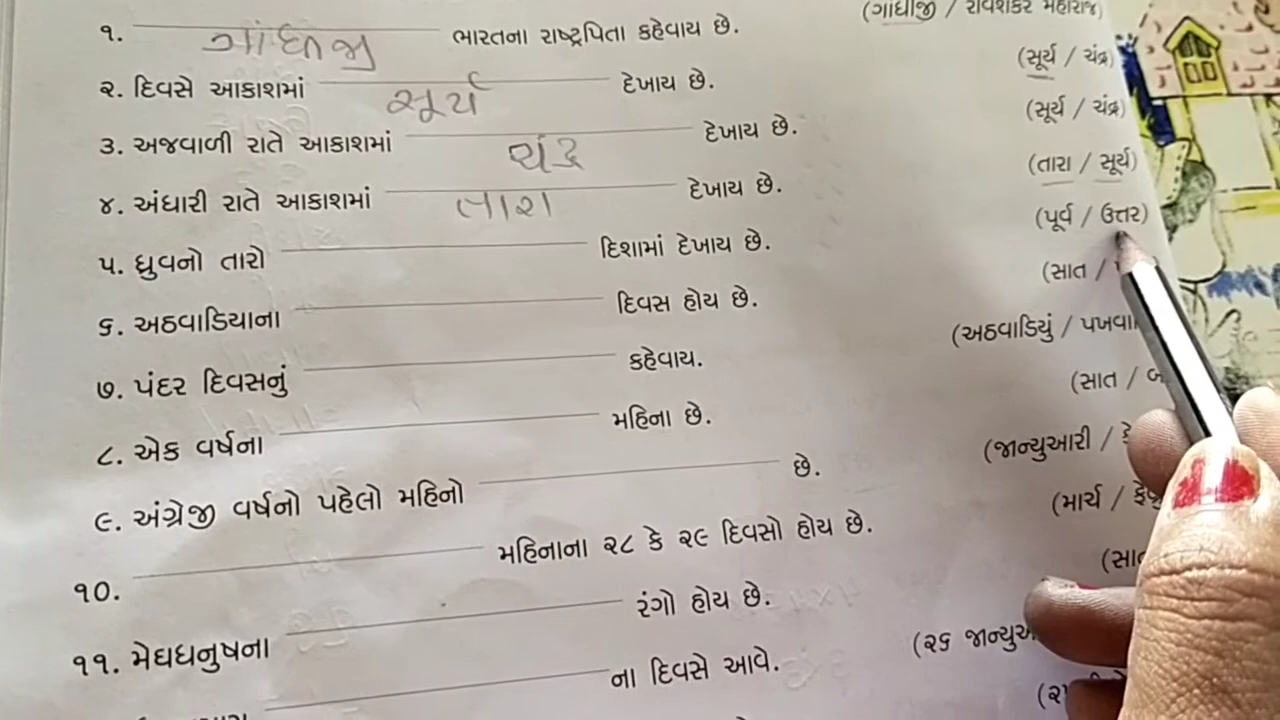 ૧. ગાંધીજી ભારતના રાષ્ટ્રપિતા કહેવાય છે. (ગાંધીજી / રવિશંકર મહારાજ)
૨. દિવસે આકાશમાં સૂર્ય દેખાય છે. (સૂર્ય / ચંદ્ર)
૩. અજવાળી રાતે આકાશમાં ચંદ્ર દેખાય છે. (સૂર્ય / ચંદ્ર)
૪. અંધારી રાતે આકાશમાં તારા દેખાય છે. (તારા / સૂર્ય)
૫. ધ્રુવનો તારો દિશામાં દેખાય છે. (પૂર્વ / ઉત્તર)
૬. અઠવાડિયાના દિવસ હોય છે. (સાત /
૭. પંદર દિવસનું કહેવાય. (અઠવાડિયું / પખવા
૮. એક વર્ષના મહિના છે. (સાત / બ
૯. અંગ્રેજી વર્ષનો પહેલો મહિનો છે. (જાન્યુઆરી / ફે
૧૦. મહિનાના ૨૮ કે ૨૯ દિવસો હોય છે. (માર્ચ / ફેબ્રુ
૧૧. મેઘધનુષના રંગો હોય છે. (સાત
ના દિવસે આવે. (૨૬ જાન્યુઆ